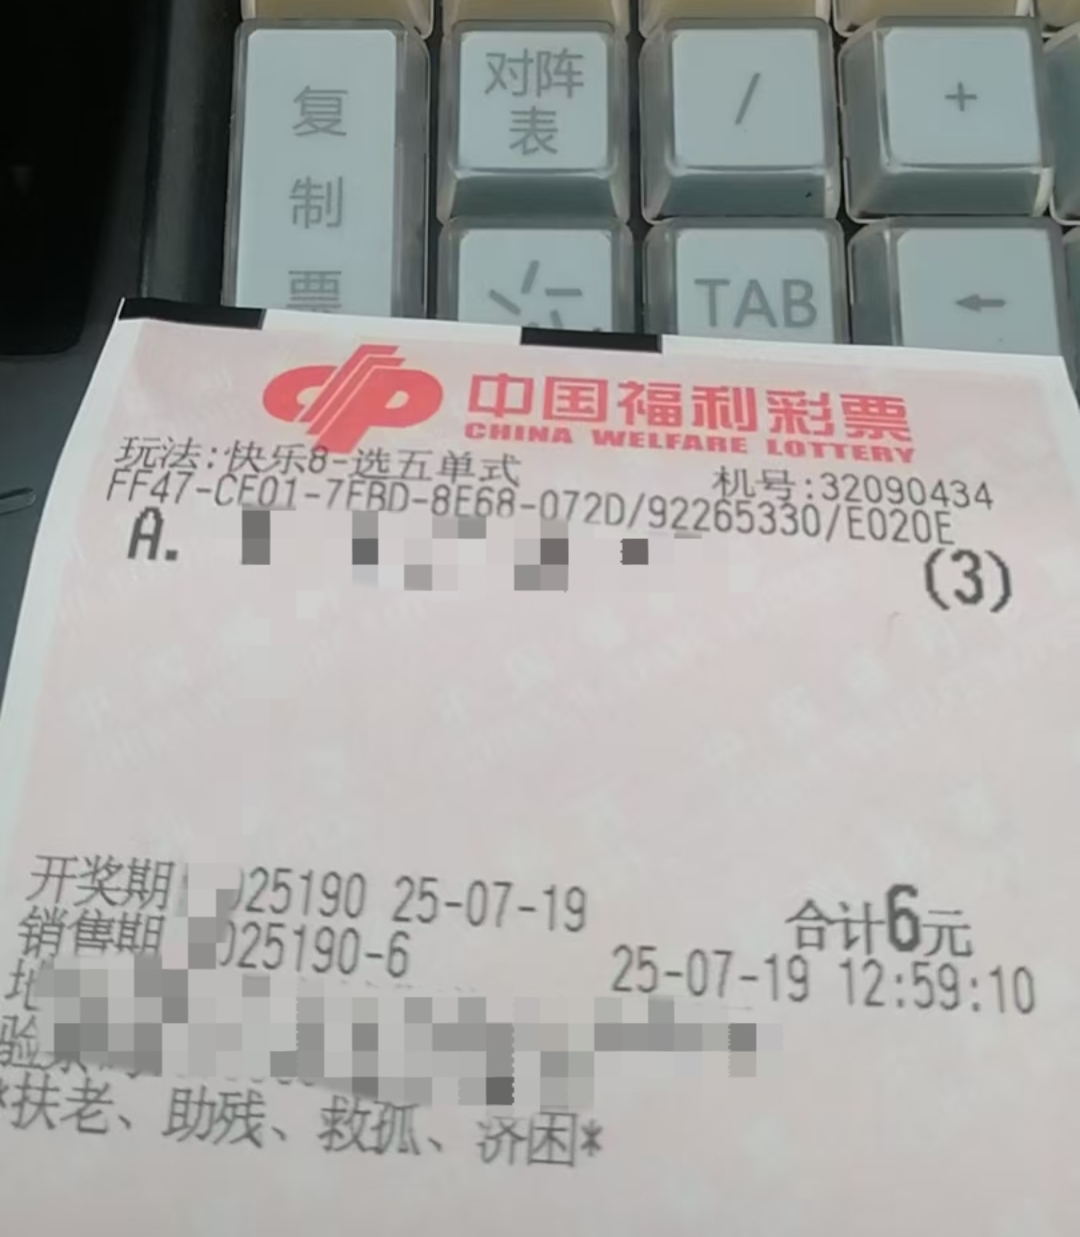 复制票
对阵表
/
+
TAB
←
中国福利彩票
CHINA WELFARE LOTTERY
玩法:快乐8-选五单式 机号:32090434
FF47-CE01-7FBD-8E68-072D/92265330/E020E
A. (3)
开奖期 025190 25-07-19 合计6元
销售期 025190-6 25-07-19 12:59:10
地
验
*扶老、助残、救孤、济困*